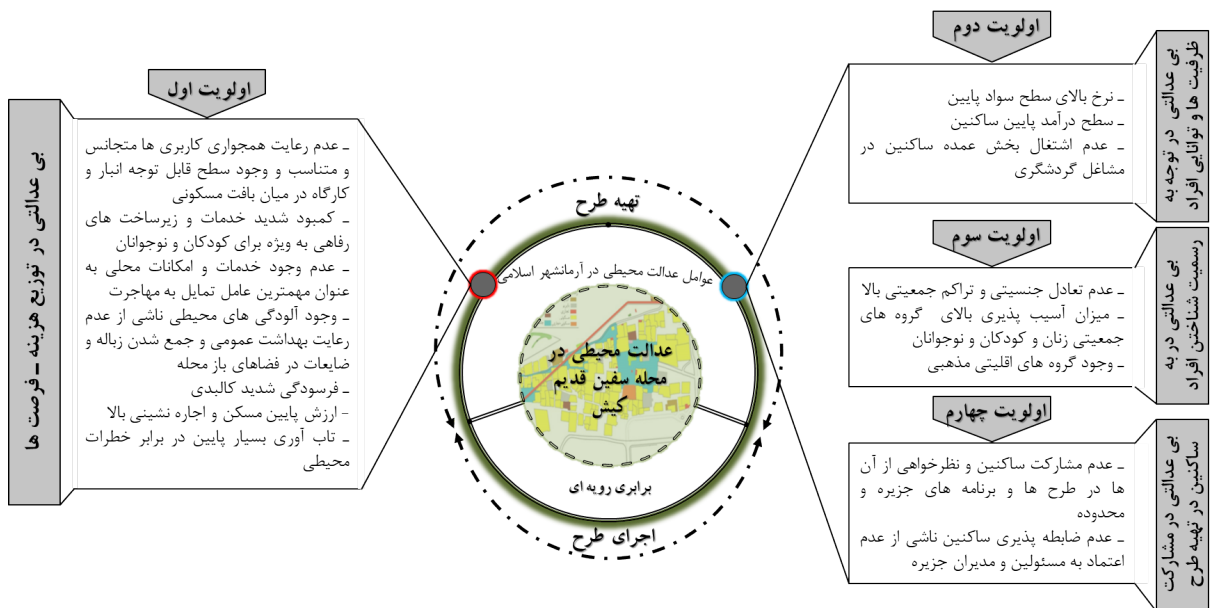 اولویت اول
بی عدالتی در توزیع هزینه ـ فرصت ها
ـ عدم رعایت همجواری کاربری ها متجانس
و متناسب و وجود سطح قابل توجه انبار و
کارگاه در میان بافت مسکونی
ـ کمبود شدید خدمات و زیرساخت های
رفاهی به ویژه برای کودکان و نوجوانان
ـ عدم وجود خدمات و امکانات محلی به
عنوان مهمترین عامل تمایل به مهاجرت
ـ وجود آلودگی های محیطی ناشی از عدم
رعایت بهداشت عمومی و جمع شدن زباله و
ضایعات در فضاهای باز محله
ـ فرسودگی شدید کالبدی
- ارزش پایین مسکن و اجاره نشینی بالا
ـ تاب آوری بسیار پایین در برابر خطرات
محیطی
تهیه طرح
عوامل عدالت محیطی در آرمانشهر اسلامی
عدالت محیطی در
محله سفین قدیم
کیش
برابری رویه ای
اجرای طرح
اولویت دوم
بی عدالتی در توجه به
ظرفیت ها و توانایی افراد
ـ نرخ بالای سطح سواد پایین
ـ سطح درآمد پایین ساکنین
ـ عدم اشتغال بخش عمده ساکنین در
مشاغل گردشگری
اولویت سوم
بی عدالتی در به
رسمیت شناختن افراد
ـ عدم تعادل جنسیتی و تراکم جمعیتی بالا
ـ میزان آسیب پذیری بالای گروه های
جمعیتی زنان و کودکان و نوجوانان
ـ وجود گروه های اقلیتی مذهبی
اولویت چهارم
بی عدالتی در مشارکت
ساکنین در تهیه طرح
ـ عدم مشارکت ساکنین و نظرخواهی از آن
ها در طرح ها و برنامه های جزیره و
محدوده
ـ عدم ضابطه پذیری ساکنین ناشی از عدم
اعتماد به مسئولین و مدیران جزیره